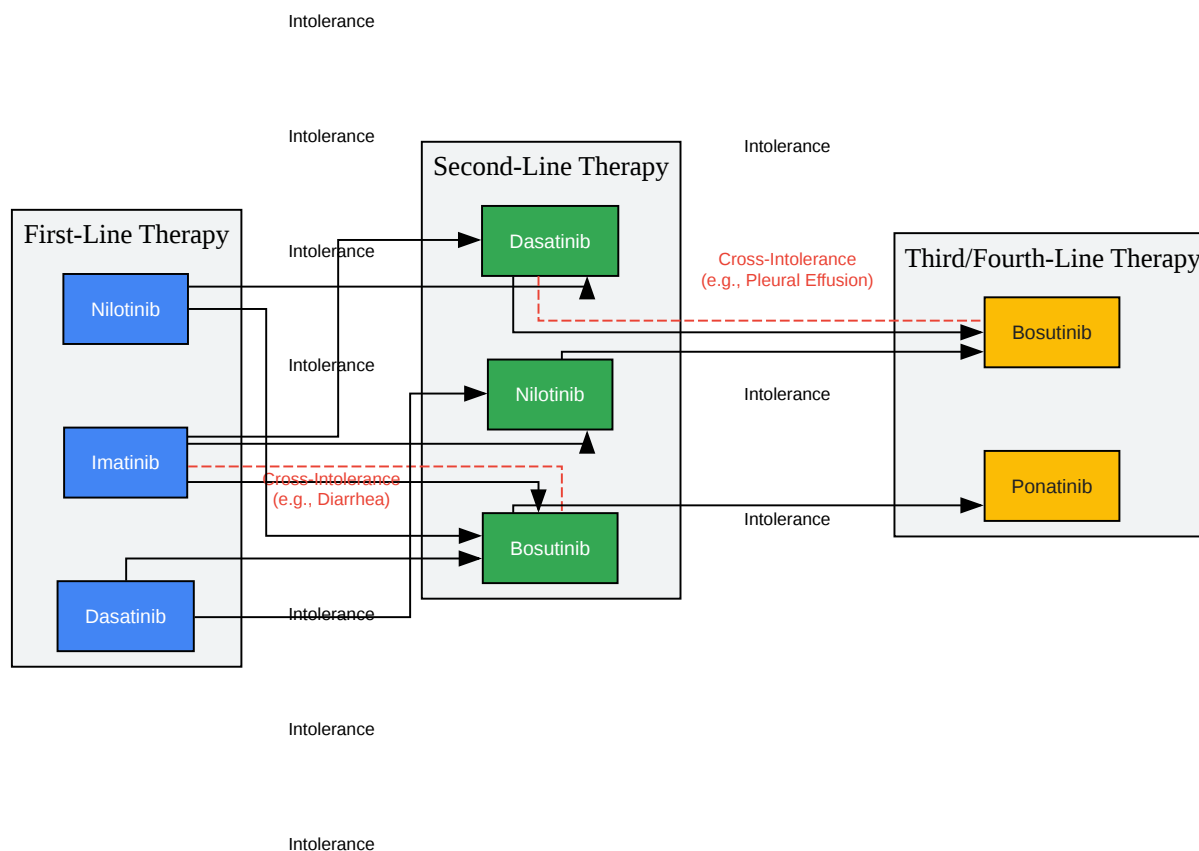 Intolerance
Intolerance
Intolerance
Second-Line Therapy
First-Line Therapy
Dasatinib
Intolerance
Cross-Intolerance
(e.g., Pleural Effusion)
Third/Fourth-Line Therapy
Nilotinib
Bosutinib
Intolerance
Nilotinib
Intolerance
Imatinib
Cross-Intolerance
(e.g., Diarrhea)
Ponatinib
Intolerance
Bosutinib
Dasatinib
Intolerance
Intolerance
Intolerance